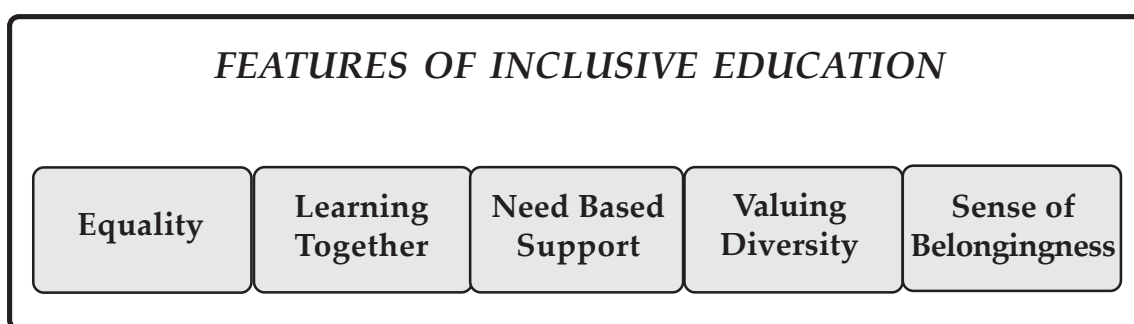 FEATURES OF INCLUSIVE EDUCATION
Equality
Learning
Together
Need Based
Support
Valuing
Diversity
Sense of
Belongingness